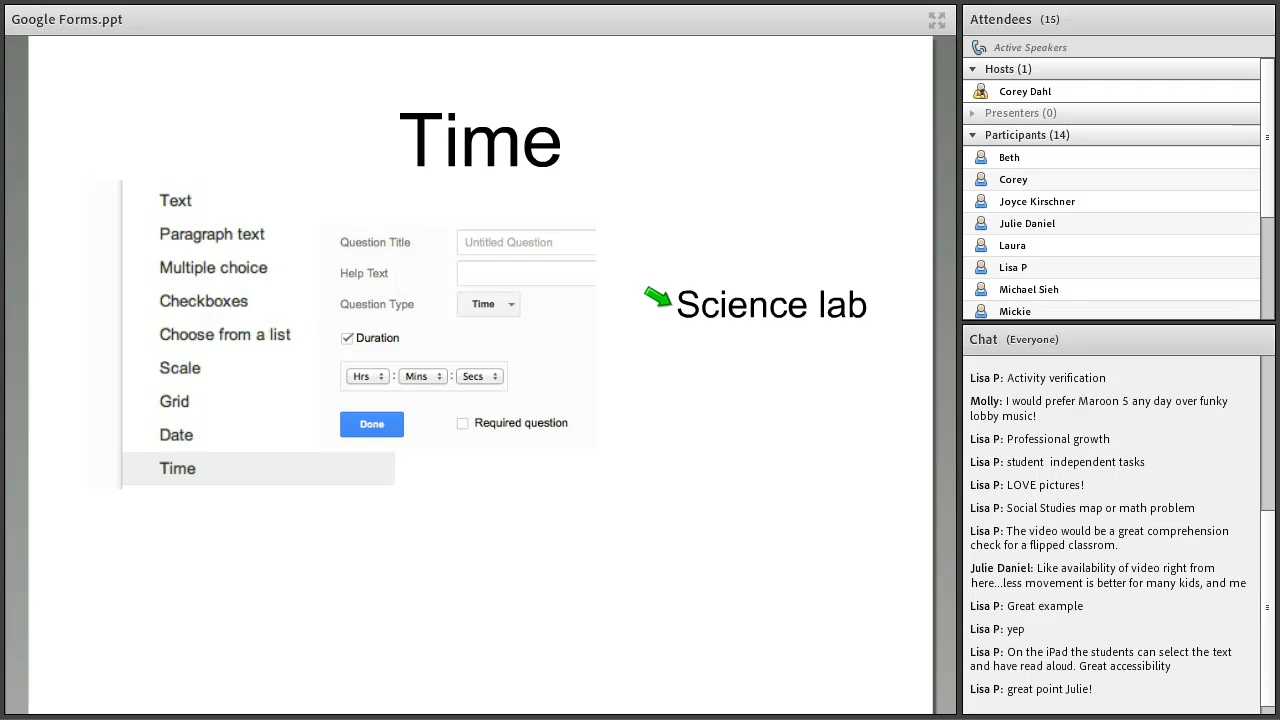 Google Forms.ppt
Time
Text
Paragraph text
Multiple choice
Checkboxes
Choose from a list
Scale
Grid
Date
Time
Question Title
Untitled Question
Help Text
Question Type
Time
Duration
Hrs : Mins : Secs
Done
Required question
Science lab
Attendees (15)
Active Speakers
Hosts (1)
Corey Dahl
Presenters (0)
Participants (14)
Beth
Corey
Joyce Kirschner
Julie Daniel
Laura
Lisa P
Michael Sieh
Mickie
Chat (Everyone)
Lisa P: Activity verification
Molly: I would prefer Maroon 5 any day over funky
lobby music!
Lisa P: Professional growth
Lisa P: student independent tasks
Lisa P: LOVE pictures!
Lisa P: Social Studies map or math problem
Lisa P: The video would be a great comprehension
check for a flipped classrom.
Julie Daniel: Like availability of video right from
here...less movement is better for many kids, and me
Lisa P: Great example
Lisa P: yep
Lisa P: On the iPad the students can select the text
and have read aloud. Great accessibility
Lisa P: great point Julie!